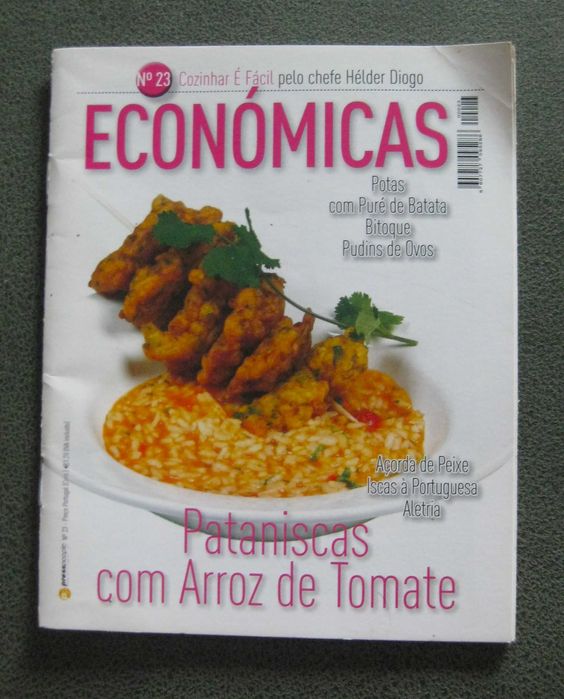 Nº 23 Cozinhar É Fácil pelo chefe Hélder Diogo
ECONÓMICAS
Potas
com Puré de Batata
Bitoque
Pudins de Ovos
Açorda de Peixe
Iscas à Portuguesa
Aletria
Pataniscas
com Arroz de Tomate